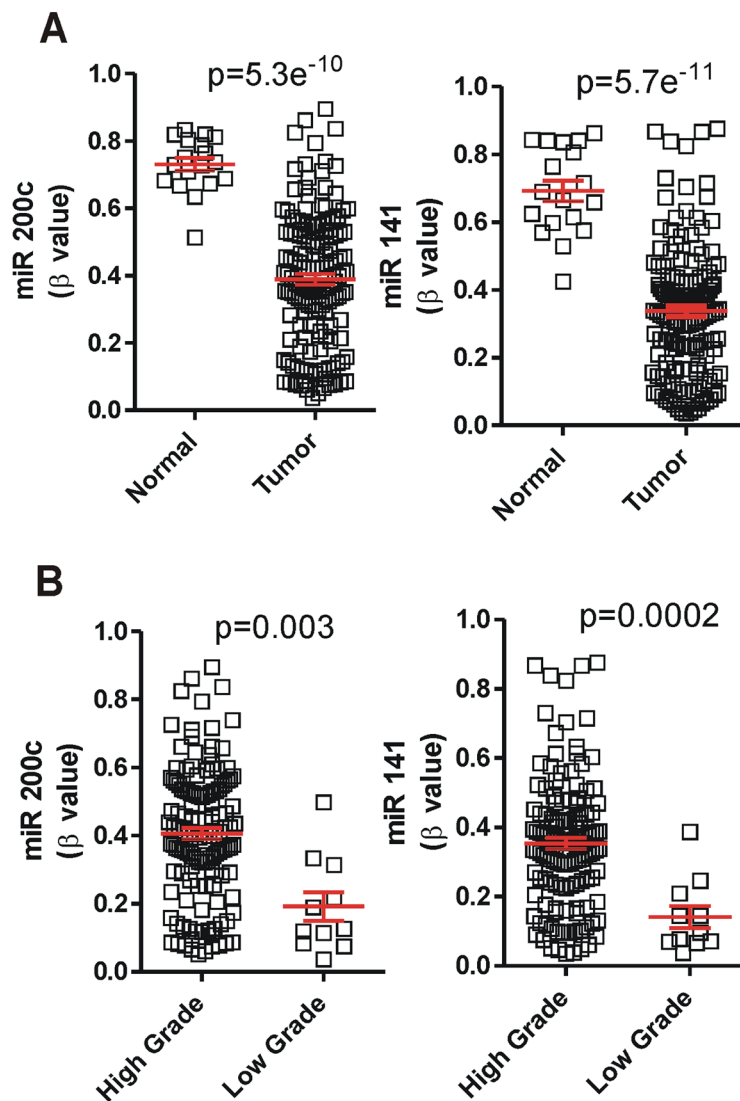 A
p=5.3e-10
miR 200c
(β value)
1.0
0.8
0.6
0.4
0.2
0.0
Normal
Tumor
p=5.7e-11
miR 141
(β value)
1.0
0.8
0.6
0.4
0.2
0.0
Normal
Tumor
B
p=0.003
miR 200c
(β value)
1.0
0.8
0.6
0.4
0.2
0.0
High Grade
Low Grade
p=0.0002
miR 141
(β value)
1.0
0.8
0.6
0.4
0.2
0.0
High Grade
Low Grade